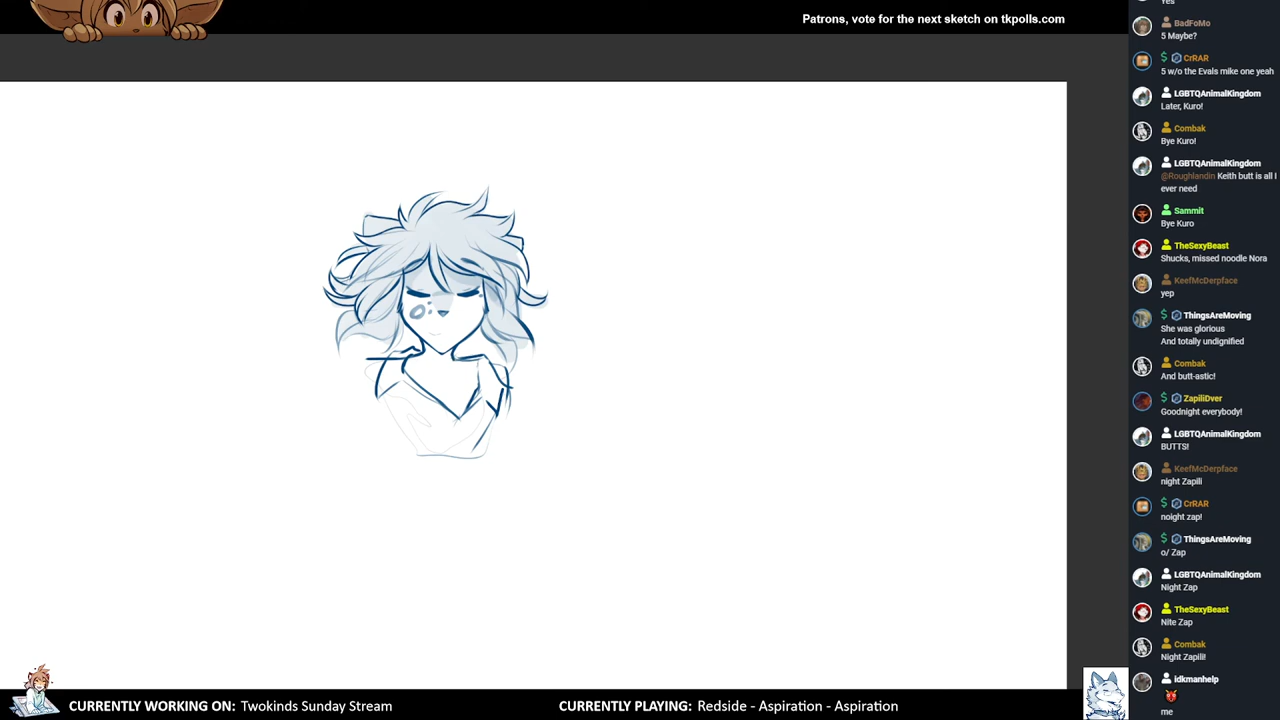 Patrons, vote for the next sketch on tkpolls.com
Yes
BadFoMo
5 Maybe?
CrRAR
5 w/o the Evals mike one yeah
LGBTQAnimalKingdom
Later, Kuro!
Combak
Bye Kuro!
LGBTQAnimalKingdom
@Roughlandin Keith butt is all I
ever need
Sammit
Bye Kuro
TheSexyBeast
Shucks, missed noodle Nora
KeefMcDerpface
yep
ThingsAreMoving
She was glorious
And totally undignified
Combak
And butt-astic!
ZapiliDver
Goodnight everybody!
LGBTQAnimalKingdom
BUTTS!
KeefMcDerpface
night Zapili
CrRAR
noight zap!
ThingsAreMoving
o/ Zap
LGBTQAnimalKingdom
Night Zap
TheSexyBeast
Nite Zap
Combak
Night Zapili!
idkmanhelp
me
CURRENTLY WORKING ON: Twokinds Sunday Stream
CURRENTLY PLAYING: Redside - Aspiration - Aspiration